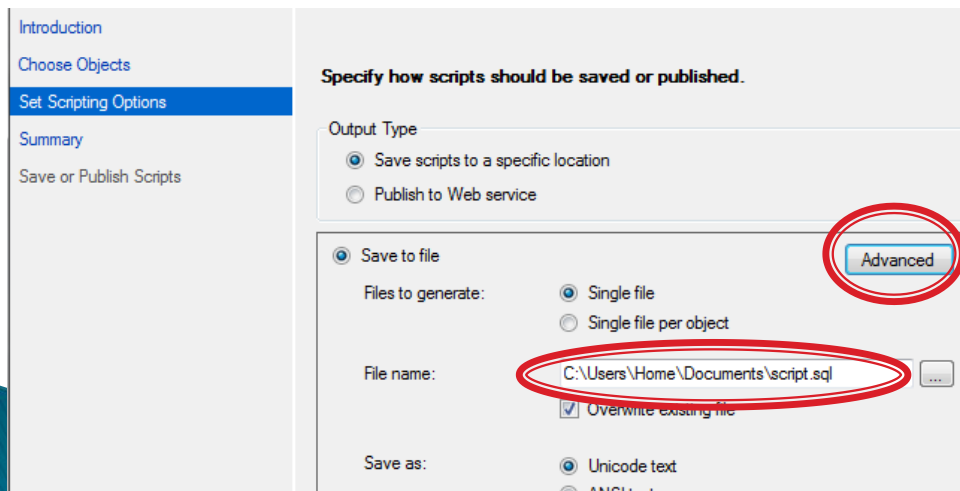 Introduction
Choose Objects
Set Scripting Options
Summary
Save or Publish Scripts
Specify how scripts should be saved or published.
Output Type
Save scripts to a specific location
Publish to Web service
Save to file
Advanced
Files to generate:
Single file
Single file per object
File name:
C:\Users\Home\Documents\script.sql
...
Overwrite existing file
Save as:
Unicode text